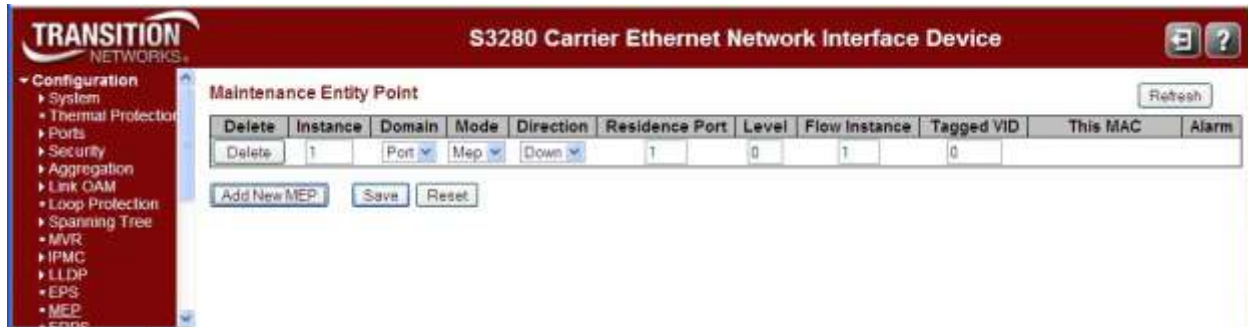 TRANSITION NETWORKS.
S3280 Carrier Ethernet Network Interface Device
?
Configuration
System
Thermal Protection
Ports
Security
Aggregation
Link OAM
Loop Protection
Spanning Tree
MVR
IPMC
LLDP
EPS
MEP
ERPS
Maintenance Entity Point
Refresh
Delete Instance Domain Mode Direction Residence Port Level Flow Instance Tagged VID This MAC Alarm
Delete 1 Port Mep Down 1 0 1 0
Add New MEP Save Reset